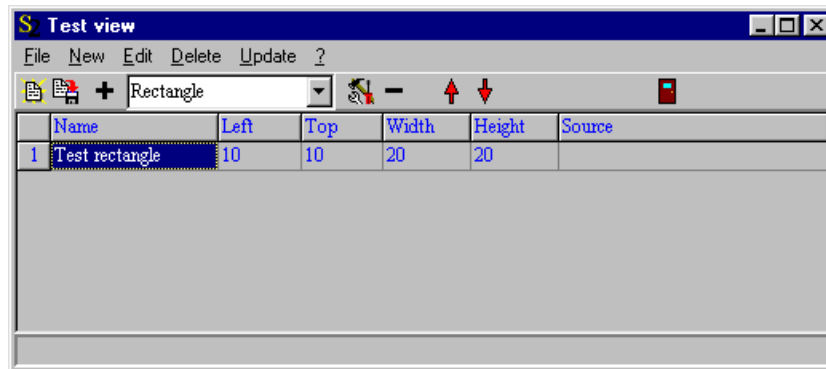 Test view
File New Edit Delete Update ?
Rectangle
Name Left Top Width Height Source
1 Test rectangle 10 10 20 20